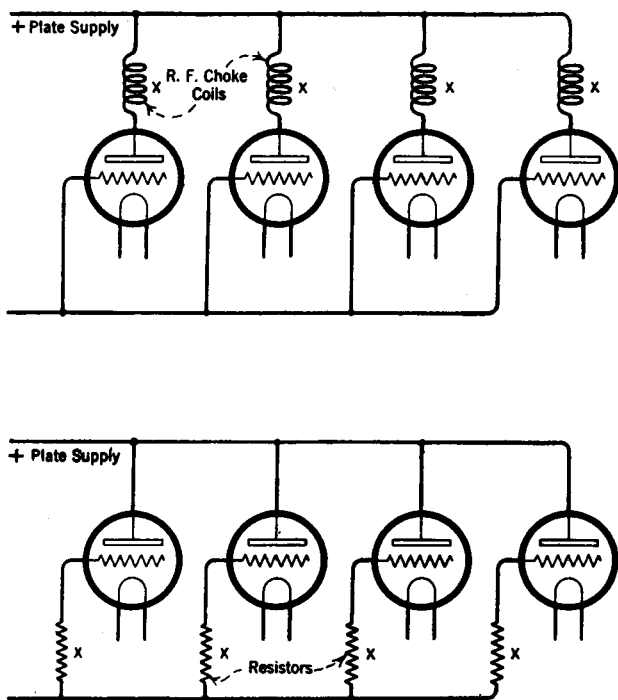 + Plate Supply
R. F. Choke
Coils
X
X
X
X
+ Plate Supply
X
Resistors
X
X
X